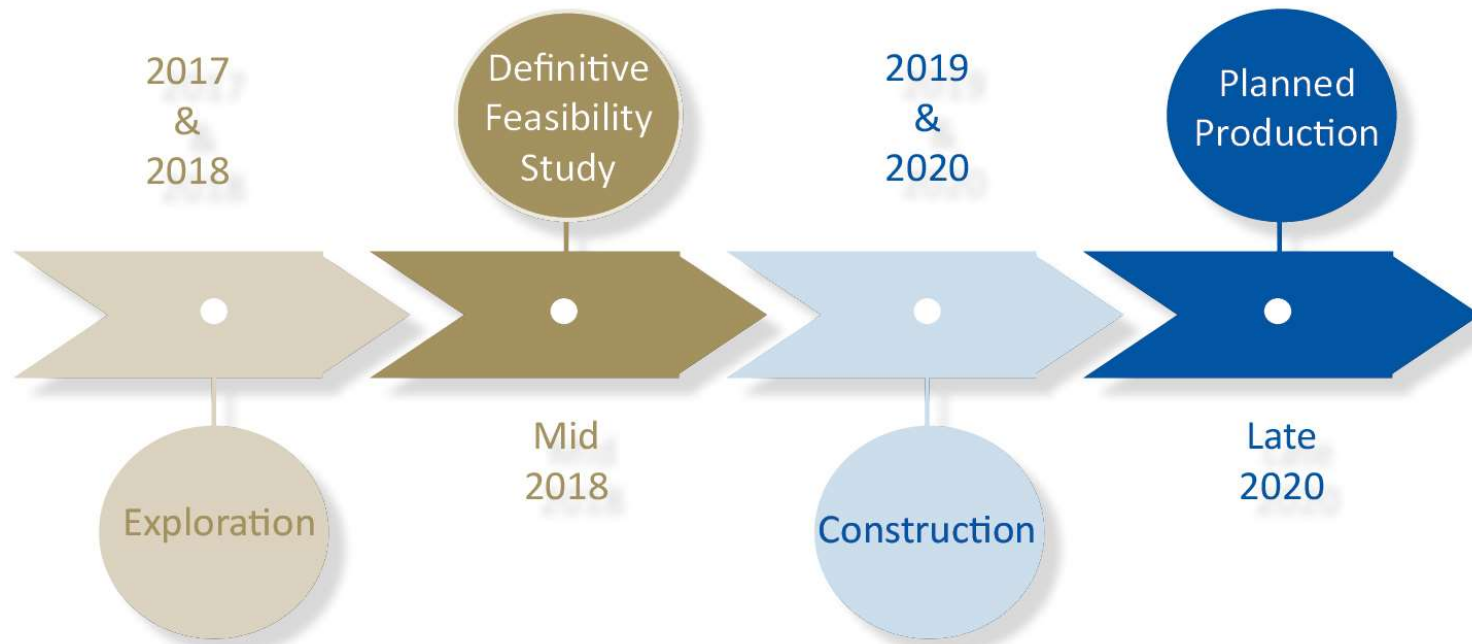 2017
&
2018
Exploration
Definitive
Feasibility
Study
Mid
2018
2019
&
2020
Construction
Planned
Production
Late
2020